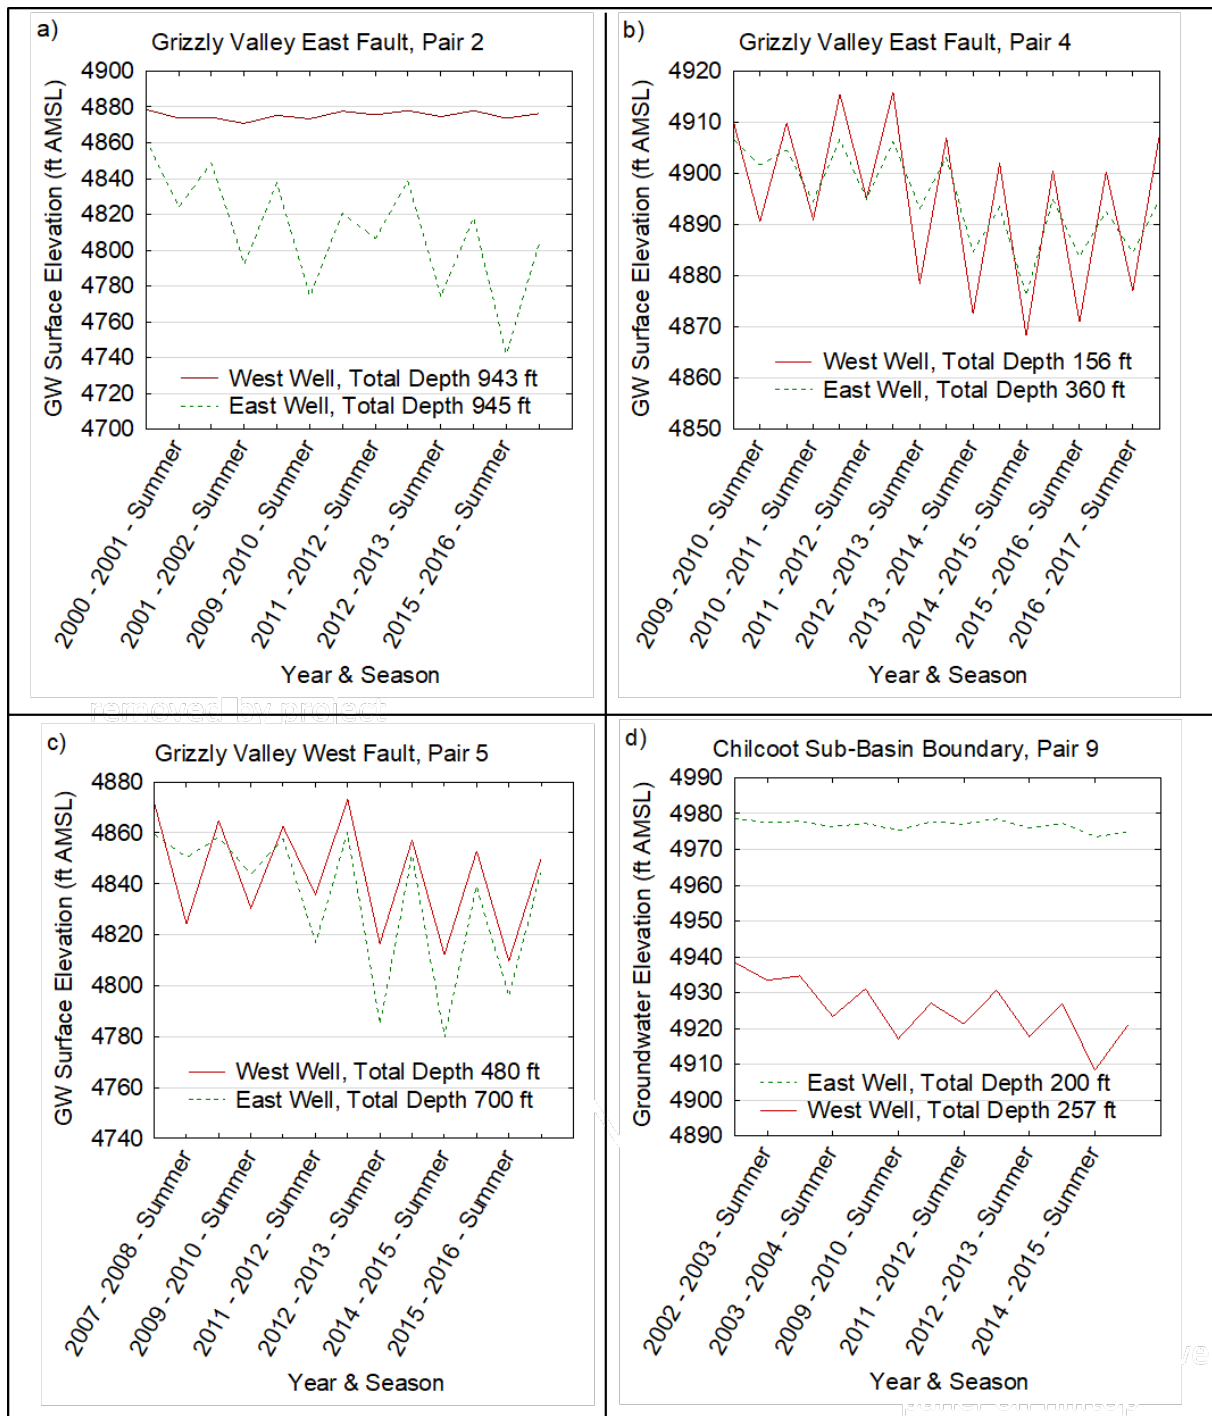 a)
Grizzly Valley East Fault, Pair 2
GW Surface Elevation (ft AMSL)
4900
4880
4860
4840
4820
4800
4780
4760
4740
4720
4700
West Well, Total Depth 943 ft
East Well, Total Depth 945 ft
2000 - 2001 - Summer
2001 - 2002 - Summer
2009 - 2010 - Summer
2011 - 2012 - Summer
2012 - 2013 - Summer
2015 - 2016 - Summer
Year & Season
removed by project
b)
Grizzly Valley East Fault, Pair 4
GW Surface Elevation (ft AMSL)
4920
4910
4900
4890
4880
4870
4860
4850
West Well, Total Depth 156 ft
East Well, Total Depth 360 ft
2009 - 2010 - Summer
2010 - 2011 - Summer
2011 - 2012 - Summer
2012 - 2013 - Summer
2013 - 2014 - Summer
2014 - 2015 - Summer
2015 - 2016 - Summer
2016 - 2017 - Summer
Year & Season
c)
Grizzly Valley West Fault, Pair 5
GW Surface Elevation (ft AMSL)
4880
4860
4840
4820
4800
4780
4760
4740
West Well, Total Depth 480 ft
East Well, Total Depth 700 ft
2007 - 2008 - Summer
2009 - 2010 - Summer
2011 - 2012 - Summer
2012 - 2013 - Summer
2014 - 2015 - Summer
2015 - 2016 - Summer
Year & Season
d)
Chilcoot Sub-Basin Boundary, Pair 9
Groundwater Elevation (ft AMSL)
4990
4980
4970
4960
4950
4940
4930
4920
4910
4900
4890
East Well, Total Depth 200 ft
West Well, Total Depth 257 ft
2002 - 2003 - Summer
2003 - 2004 - Summer
2009 - 2010 - Summer
2011 - 2012 - Summer
2012 - 2013 - Summer
2014 - 2015 - Summer
Year & Season